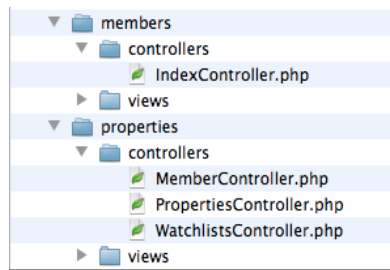 members
controllers
IndexController.php
views
properties
controllers
MemberController.php
PropertiesController.php
WatchlistsController.php
views